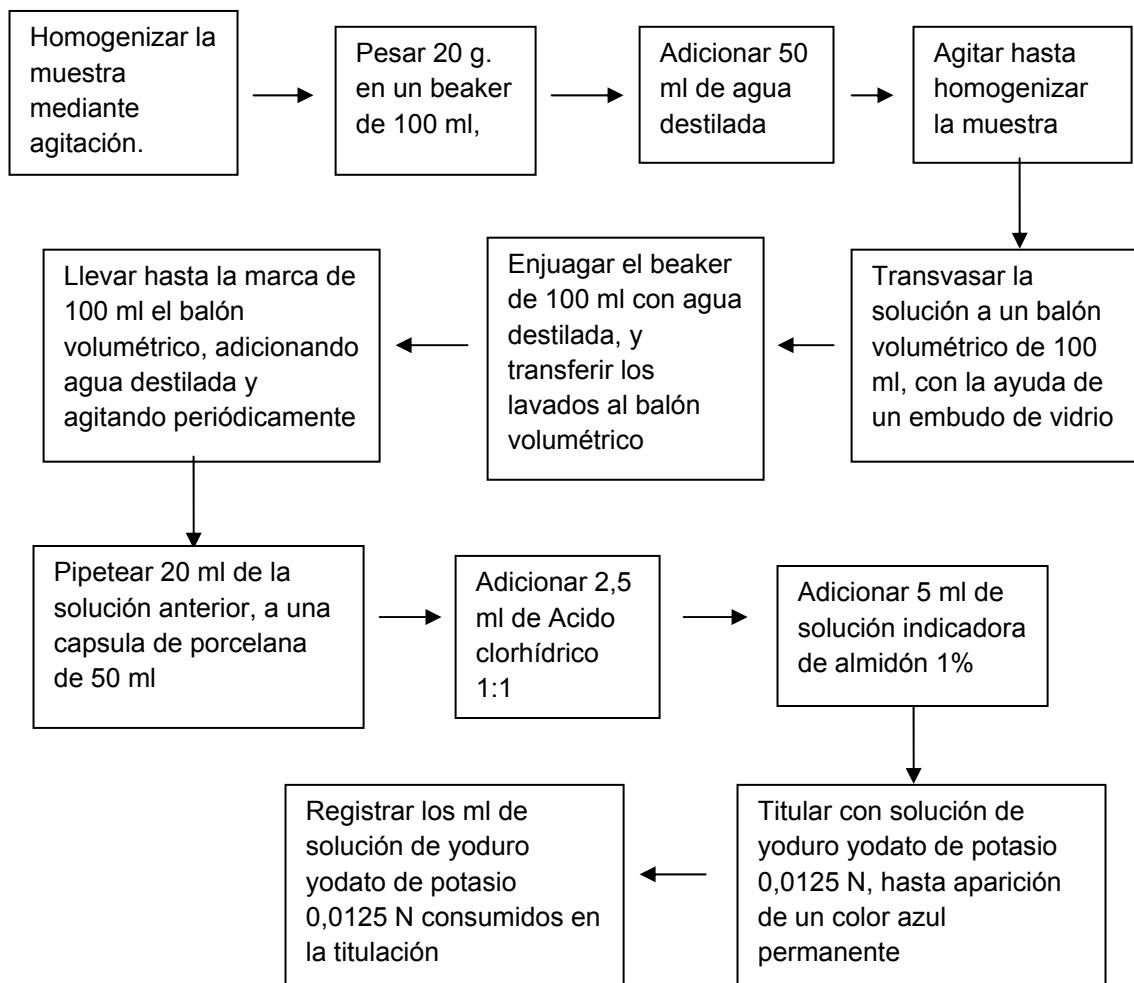 Homogenizar la
muestra
mediante
agitación.
Pesar 20 g.
en un beaker
de 100 ml,
Adicionar 50
ml de agua
destilada
Agitar hasta
homogenizar
la muestra
Transvasar la
solución a un balón
volumétrico de 100
ml, con la ayuda de
un embudo de vidrio
Enjuagar el beaker
de 100 ml con agua
destilada, y
transferir los
lavados al balón
volumétrico
Llevar hasta la marca de
100 ml el balón
volumétrico, adicionando
agua destilada y
agitando periódicamente
Pipetear 20 ml de la
solución anterior, a una
capsula de porcelana
de 50 ml
Adicionar 2,5
ml de Acido
clorhídrico
1:1
Adicionar 5 ml de
solución indicadora
de almidón 1%
Titular con solución de
yoduro yodato de potasio
0,0125 N, hasta aparición
de un color azul
permanente
Registrar los ml de
solución de yoduro
yodato de potasio
0,0125 N consumidos en
la titulación